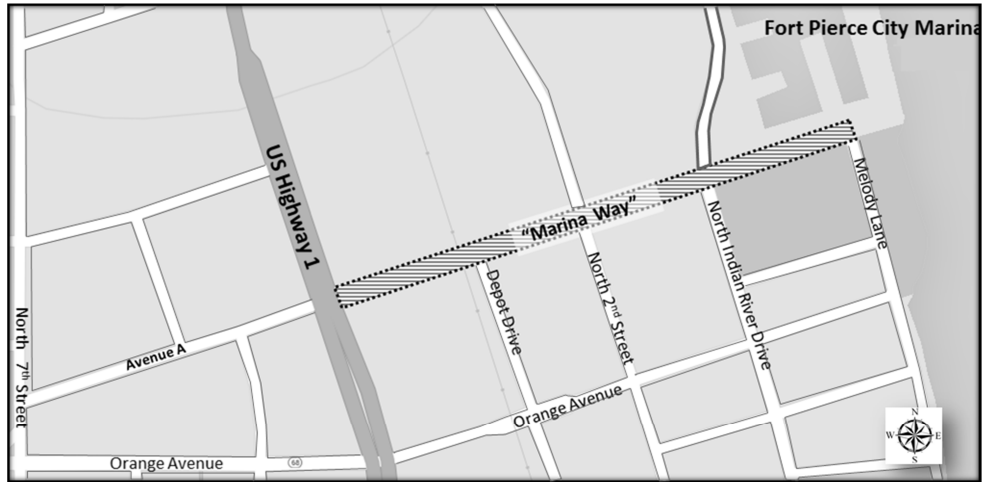 Fort Pierce City Marina
US Highway 1
"Marina Way"
Melody Lane
North Indian River Drive
North 2nd Street
Depot Drive
North 7th Street
Avenue A
Orange Avenue
Orange Avenue
68
N
W E
S